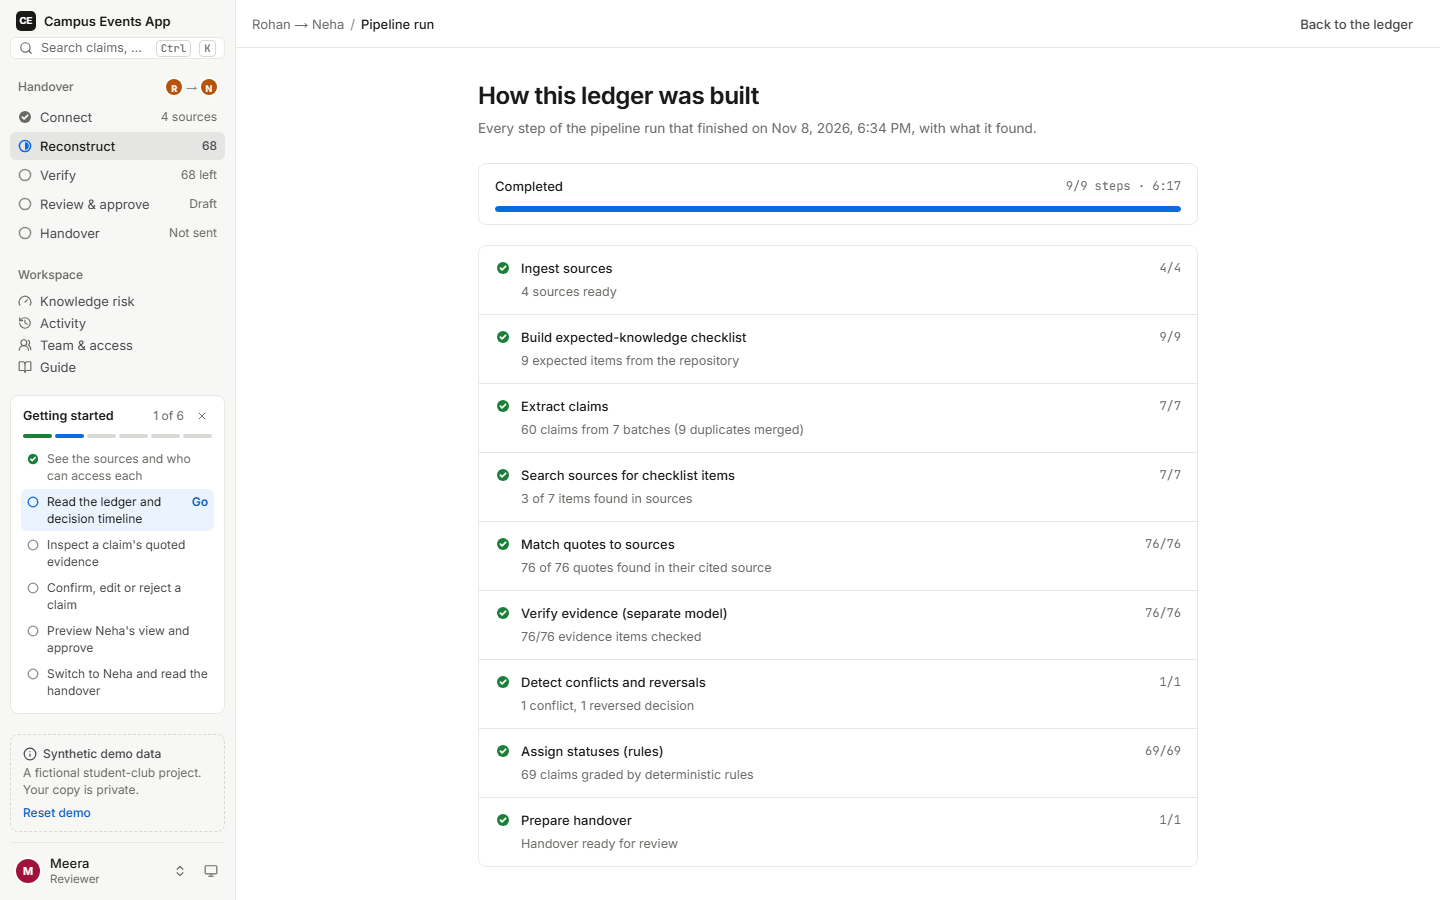 CE Campus Events App
Search claims, ... Ctrl K
Handover R → N
Connect 4 sources
Reconstruct 68
Verify 68 left
Review & approve Draft
Handover Not sent
Workspace
Knowledge risk
Activity
Team & access
Guide
Getting started 1 of 6
See the sources and who
can access each
Read the ledger and Go
decision timeline
Inspect a claim's quoted
evidence
Confirm, edit or reject a
claim
Preview Neha's view and
approve
Switch to Neha and read the
handover
Synthetic demo data
A fictional student-club project.
Your copy is private.
Reset demo
M Meera
Reviewer
Rohan → Neha / Pipeline run Back to the ledger
How this ledger was built
Every step of the pipeline run that finished on Nov 8, 2026, 6:34 PM, with what it found.
Completed 9/9 steps · 6:17
Ingest sources 4/4
4 sources ready
Build expected-knowledge checklist 9/9
9 expected items from the repository
Extract claims 7/7
60 claims from 7 batches (9 duplicates merged)
Search sources for checklist items 7/7
3 of 7 items found in sources
Match quotes to sources 76/76
76 of 76 quotes found in their cited source
Verify evidence (separate model) 76/76
76/76 evidence items checked
Detect conflicts and reversals 1/1
1 conflict, 1 reversed decision
Assign statuses (rules) 69/69
69 claims graded by deterministic rules
Prepare handover 1/1
Handover ready for review